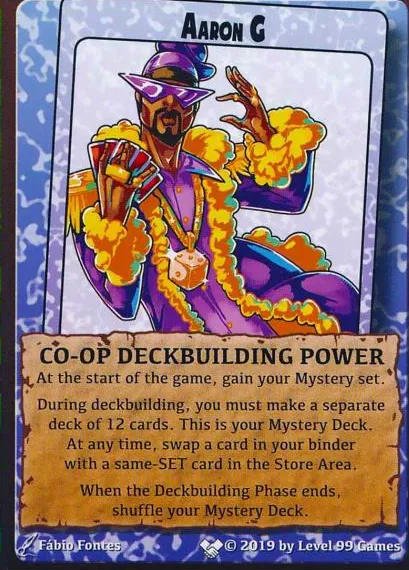 AARON G
CO-OP DECKBUILDING POWER
At the start of the game, gain your Mystery set.
During deckbuilding, you must make a separate
deck of 12 cards. This is your Mystery Deck.
At any time, swap a card in your binder
with a same-SET card in the Store Area.
When the Deckbuilding Phase ends,
shuffle your Mystery Deck.
Fábio Fontes
© 2019 by Level 99 Games